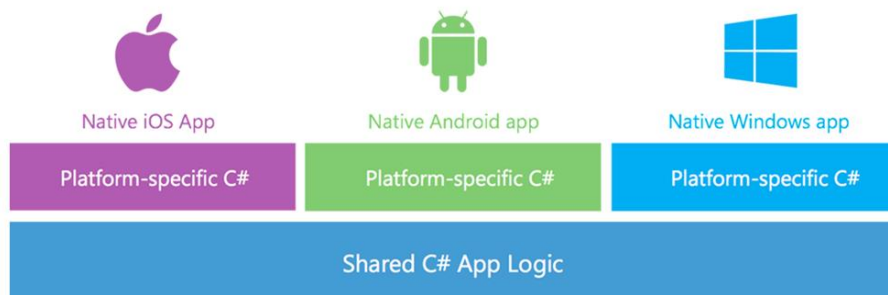 Native iOS App
Native Android app
Native Windows app
Platform-specific C#
Platform-specific C#
Platform-specific C#
Shared C# App Logic